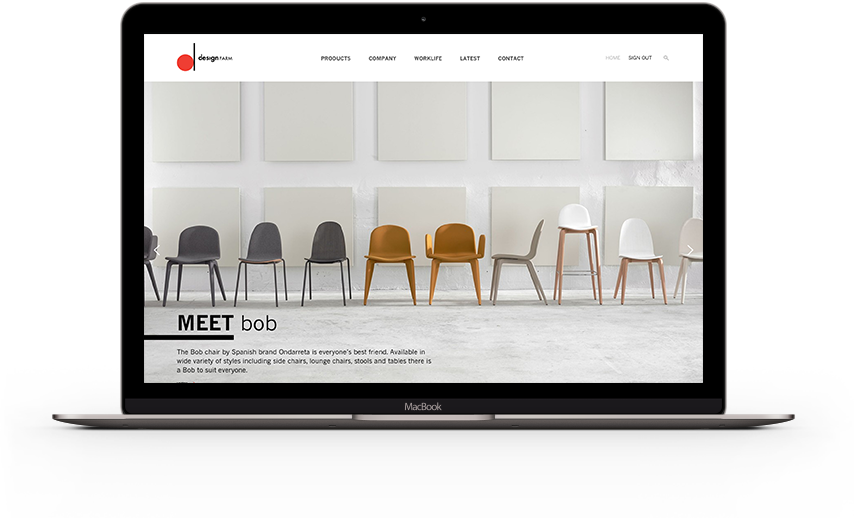 design FARM
PRODUCTS COMPANY WORKLIFE LATEST CONTACT
HOME SIGN OUT
MEET bob
The Bob chair by Spanish brand Ondarreta is everyone's best friend. Available in
wide variety of styles including side chairs, lounge chairs, stools and tables there is
a Bob to suit everyone.
MacBook